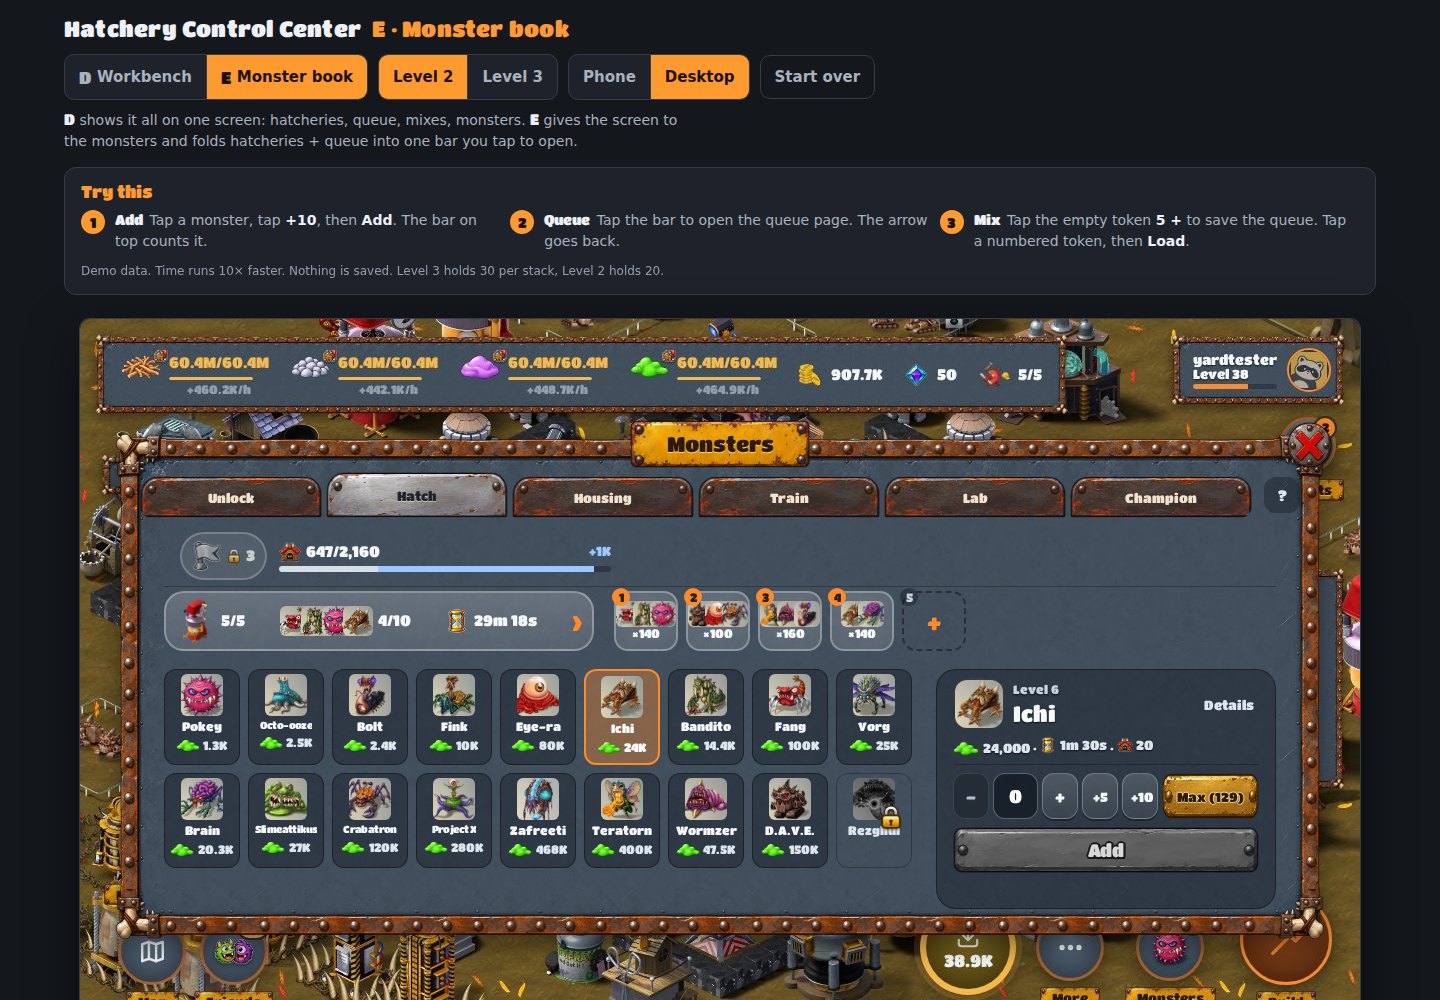 Hatchery Control Center E · Monster book
D Workbench E Monster book Level 2 Level 3 Phone Desktop Start over
D shows it all on one screen: hatcheries, queue, mixes, monsters. E gives the screen to
the monsters and folds hatcheries + queue into one bar you tap to open.
Try this
1 Add Tap a monster, tap +10, then Add. The bar on
top counts it.
2 Queue Tap the bar to open the queue page. The arrow
goes back.
3 Mix Tap the empty token 5 + to save the queue. Tap
a numbered token, then Load.
Demo data. Time runs 10× faster. Nothing is saved. Level 3 holds 30 per stack, Level 2 holds 20.
60.4M/60.4M 60.4M/60.4M 60.4M/60.4M 60.4M/60.4M 907.7K 50 5/5
+460.2K/h +442.1K/h +448.7K/h +464.9K/h
yardtester
Level 38
Monsters
Unlock Hatch Housing Train Lab Champion ?
3 647/2,160 +1K
5/5 4/10 29m 18s ❯
1 2 3 4 5
×140 ×100 ×160 ×140 +
Pokey Octo-ooze Bolt Fink Eye-ra Ichi Bandito Fang Vorg
1.3K 2.5K 2.4K 10K 80K 24K 14.4K 100K 25K
Brain Slimeattikus Crabatron Project X Zafreeti Teratorn Wormzer D.A.V.E.
20.3K 27K 120K 280K 468K 400K 47.5K 150K
Level 6
Ichi
Details
24,000 · 1m 30s · 20
− 0 + +5 +10 Max (129)
Add
38.9K
More Monsters